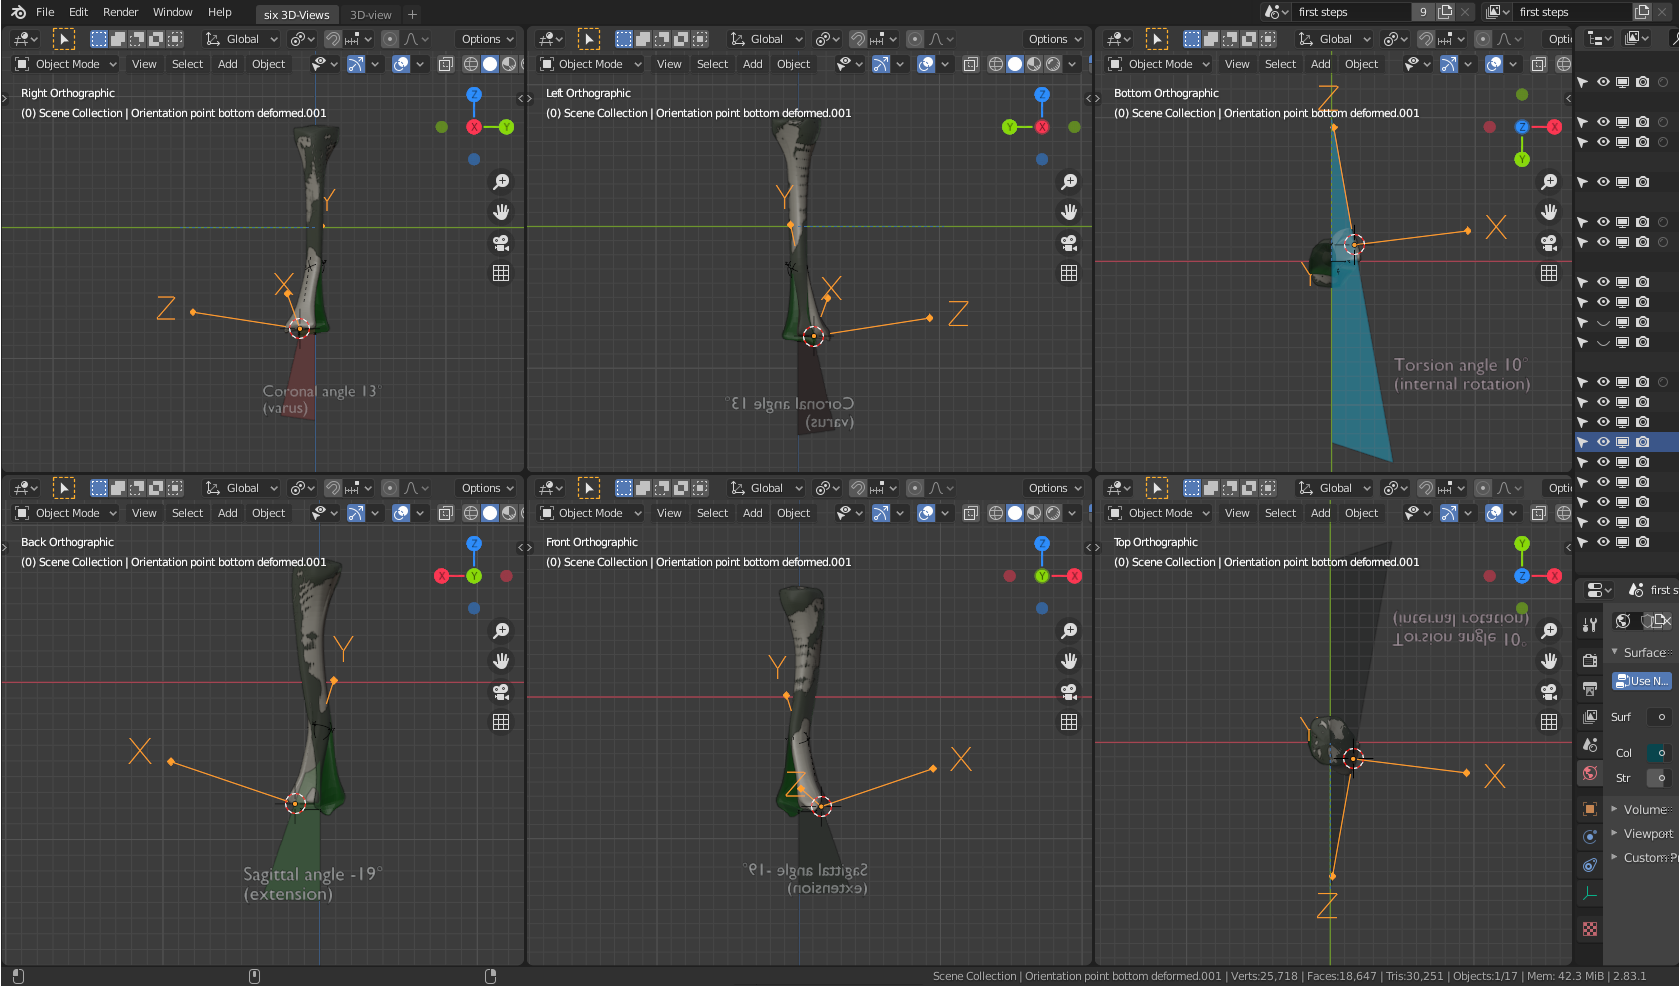 File Edit Render Window Help six 3D-Views 3D-view + first steps 9 first steps
Global Options
Object Mode View Select Add Object
Right Orthographic
(0) Scene Collection | Orientation point bottom deformed.001
Z
X Y
Y
X
Z
Coronal angle 13°
(varus)
Global Options
Object Mode View Select Add Object
Left Orthographic
(0) Scene Collection | Orientation point bottom deformed.001
Z
Y X
Y
X
Z
Coronal angle 13°
(varus)
Global Opti
Object Mode View Select Add Object
Bottom Orthographic
(0) Scene Collection | Orientation point bottom deformed.001
Z
Z X
Y
X
Y
Torsion angle 10°
(internal rotation)
Global Options
Object Mode View Select Add Object
Back Orthographic
(0) Scene Collection | Orientation point bottom deformed.001
Z
X Y
Y
X
Sagittal angle -19°
(extension)
Global Options
Object Mode View Select Add Object
Front Orthographic
(0) Scene Collection | Orientation point bottom deformed.001
Z
Y X
Y
X
Z
Sagittal angle -19°
(extension)
Global Opti
Object Mode View Select Add Object
Top Orthographic
(0) Scene Collection | Orientation point bottom deformed.001
Y
Z X
(internal rotation)
Torsion angle 10°
Y
X
Z
first s
Surface
Use N...
Surf
Col
Str
Volume
Viewport
Custom Pr
Scene Collection | Orientation point bottom deformed.001 | Verts:25,718 | Faces:18,647 | Tris:30,251 | Objects:1/17 | Mem: 42.3 MiB | 2.83.1